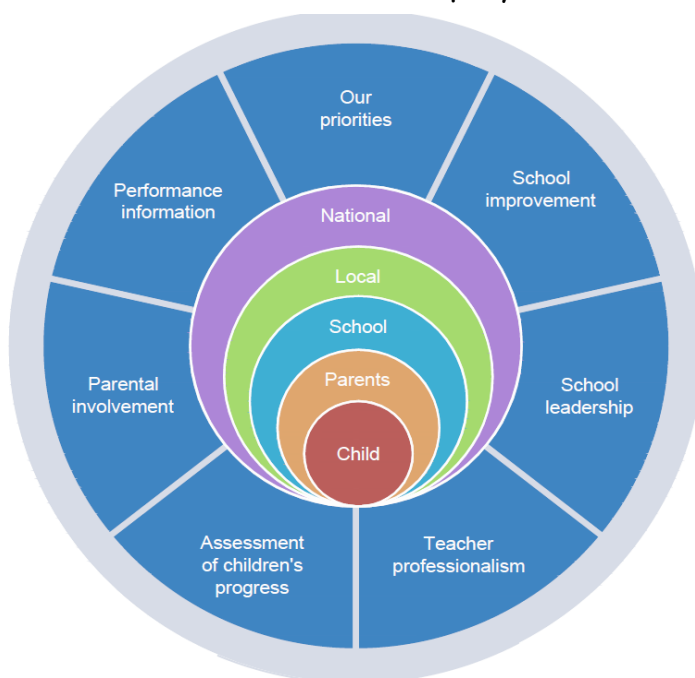 Our
priorities
School
improvement
School
leadership
Teacher
professionalism
Assessment
of children's
progress
Parental
involvement
Performance
information
National
Local
School
Parents
Child